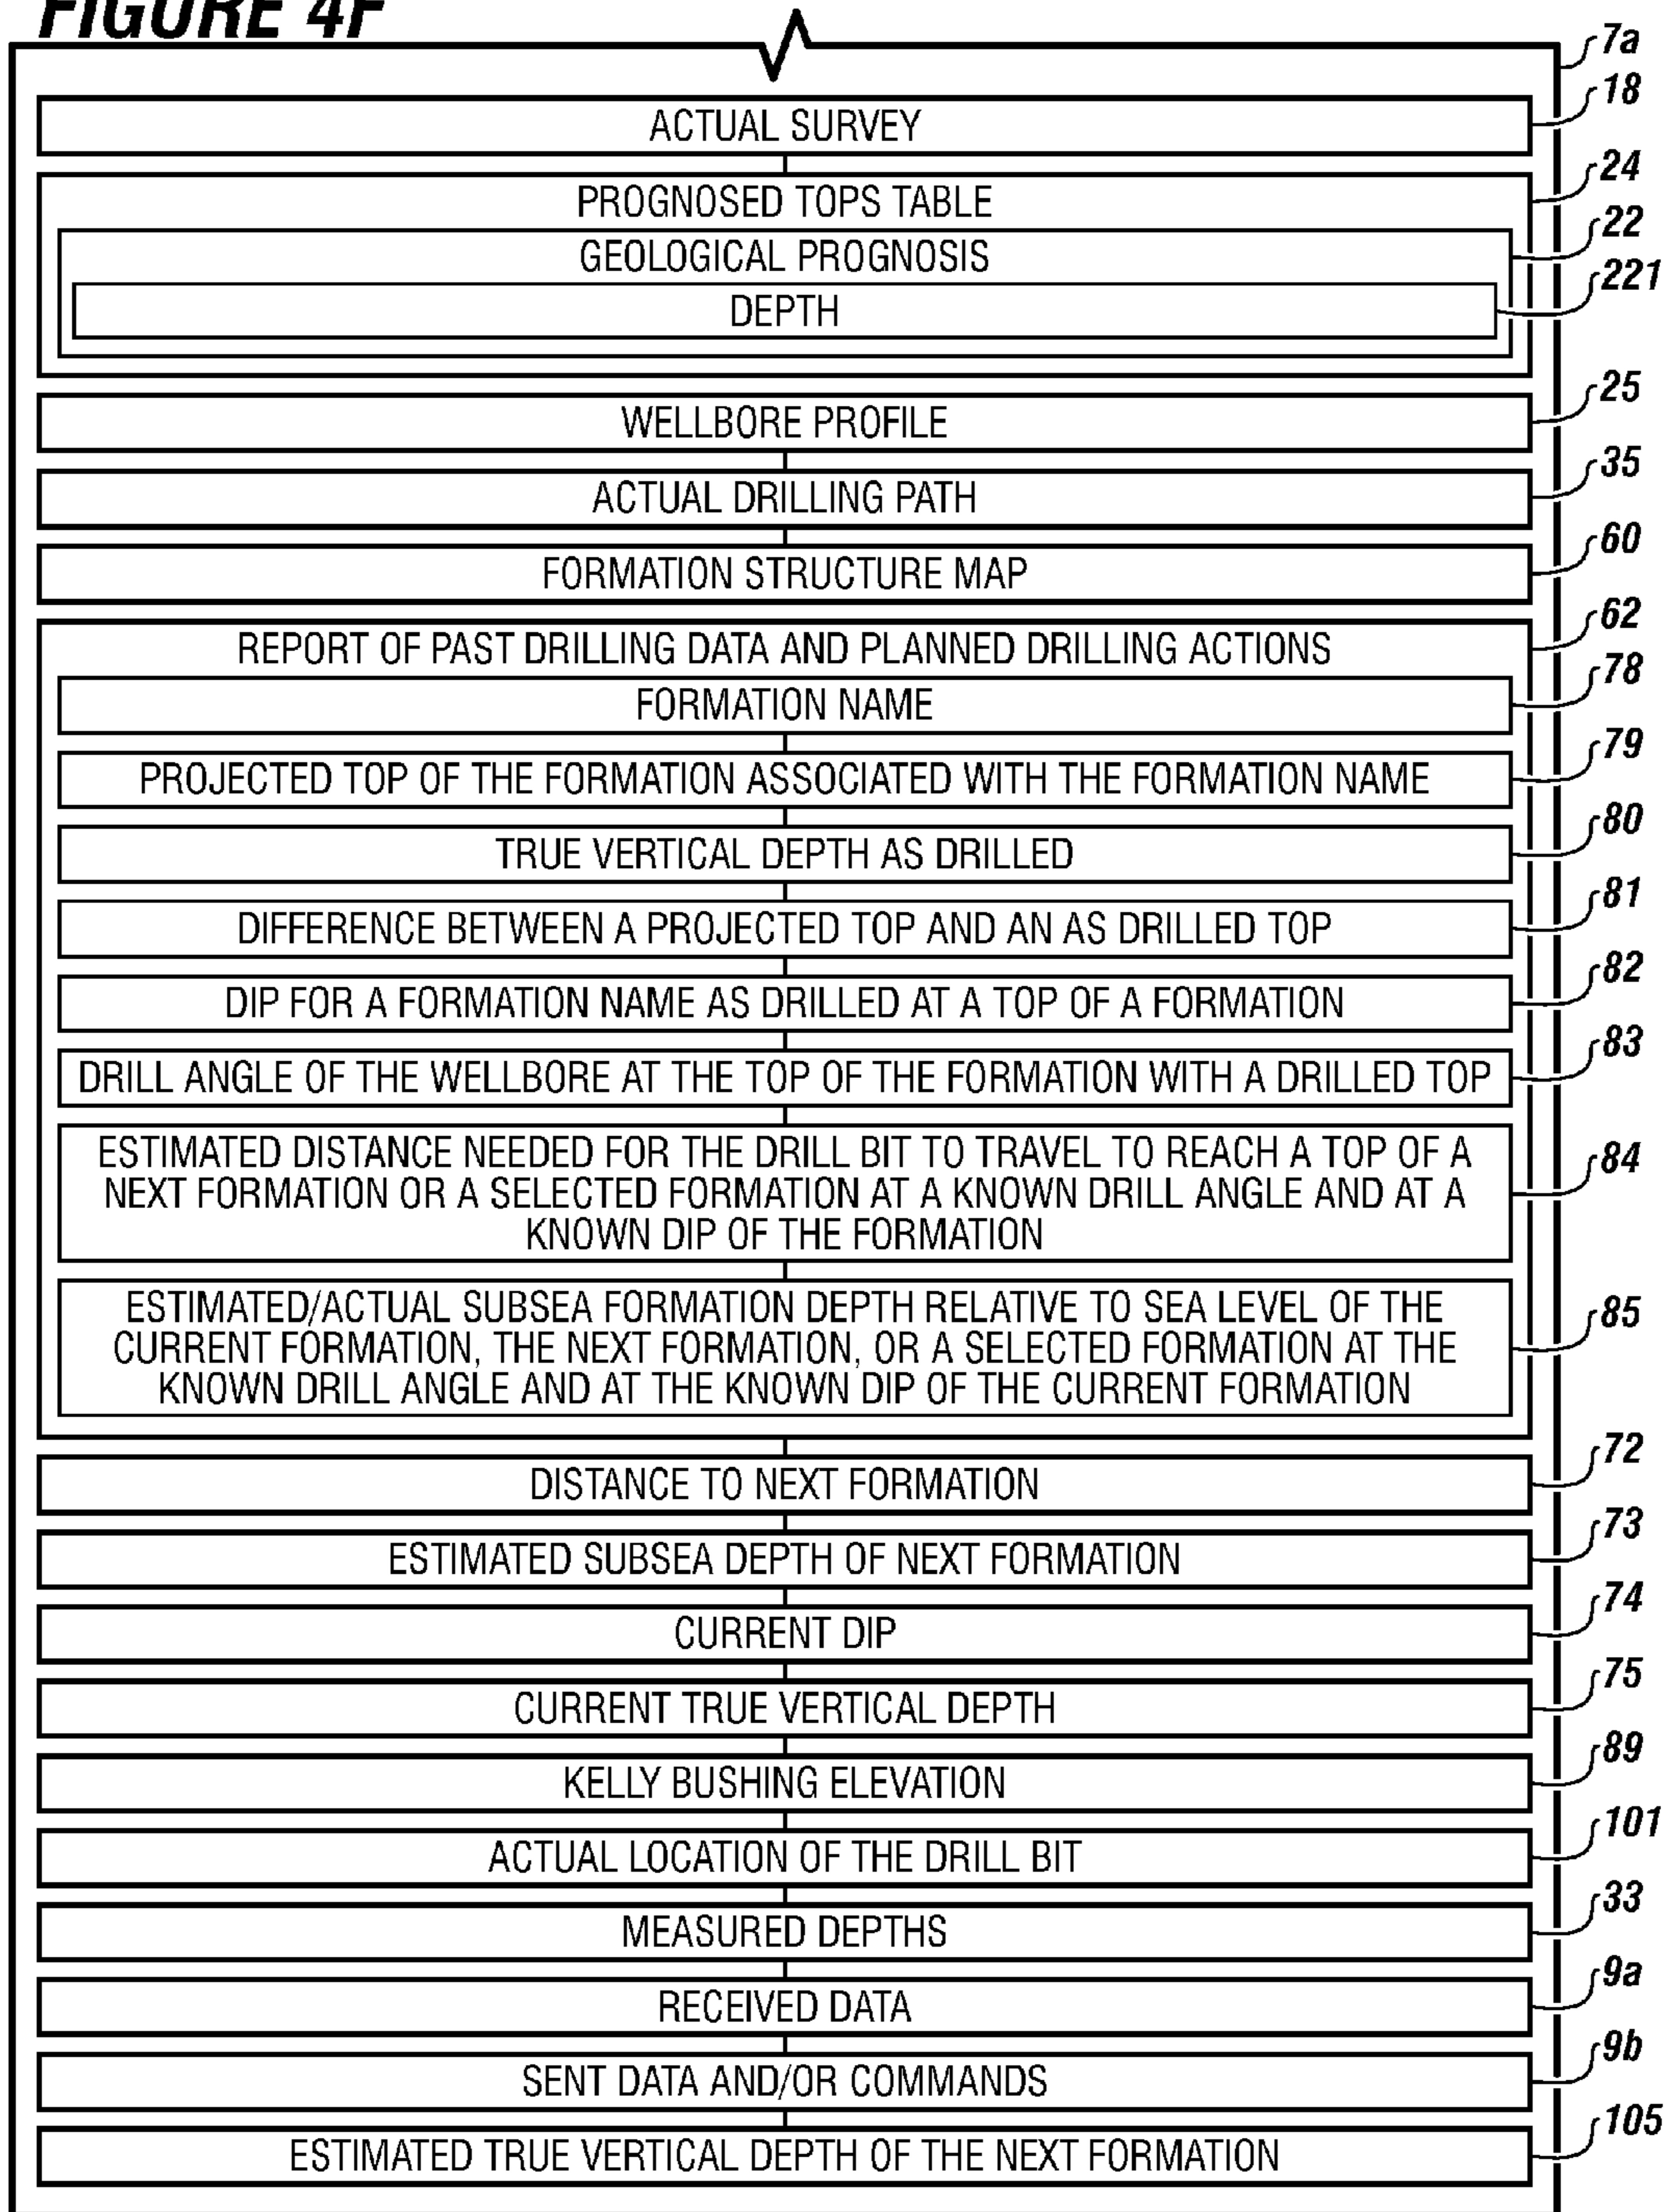 FIGURE 4F
7a
ACTUAL SURVEY
18
PROGNOSED TOPS TABLE
24
GEOLOGICAL PROGNOSIS
22
DEPTH
221
WELLBORE PROFILE
25
ACTUAL DRILLING PATH
35
FORMATION STRUCTURE MAP
60
REPORT OF PAST DRILLING DATA AND PLANNED DRILLING ACTIONS
62
FORMATION NAME
78
PROJECTED TOP OF THE FORMATION ASSOCIATED WITH THE FORMATION NAME
79
TRUE VERTICAL DEPTH AS DRILLED
80
DIFFERENCE BETWEEN A PROJECTED TOP AND AN AS DRILLED TOP
81
DIP FOR A FORMATION NAME AS DRILLED AT A TOP OF A FORMATION
82
DRILL ANGLE OF THE WELLBORE AT THE TOP OF THE FORMATION WITH A DRILLED TOP
83
ESTIMATED DISTANCE NEEDED FOR THE DRILL BIT TO TRAVEL TO REACH A TOP OF A
NEXT FORMATION OR A SELECTED FORMATION AT A KNOWN DRILL ANGLE AND AT A
KNOWN DIP OF THE FORMATION
84
ESTIMATED/ACTUAL SUBSEA FORMATION DEPTH RELATIVE TO SEA LEVEL OF THE
CURRENT FORMATION, THE NEXT FORMATION, OR A SELECTED FORMATION AT THE
KNOWN DRILL ANGLE AND AT THE KNOWN DIP OF THE CURRENT FORMATION
85
DISTANCE TO NEXT FORMATION
72
ESTIMATED SUBSEA DEPTH OF NEXT FORMATION
73
CURRENT DIP
74
CURRENT TRUE VERTICAL DEPTH
75
KELLY BUSHING ELEVATION
89
ACTUAL LOCATION OF THE DRILL BIT
101
MEASURED DEPTHS
33
RECEIVED DATA
9a
SENT DATA AND/OR COMMANDS
9b
ESTIMATED TRUE VERTICAL DEPTH OF THE NEXT FORMATION
105